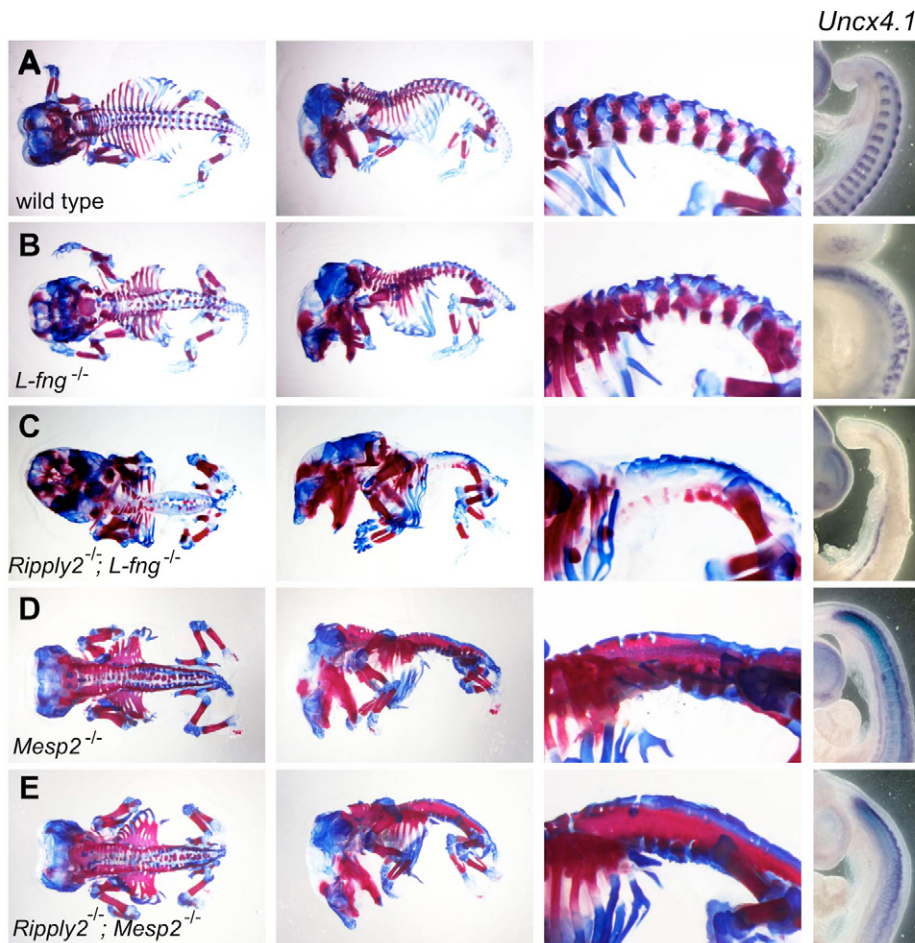 Uncx4.1
A
wild type
B
L-fng -/-
C
Ripply2-/-; L-fng -/-
D
Mesp2-/-
E
Ripply2-/-; Mesp2-/-